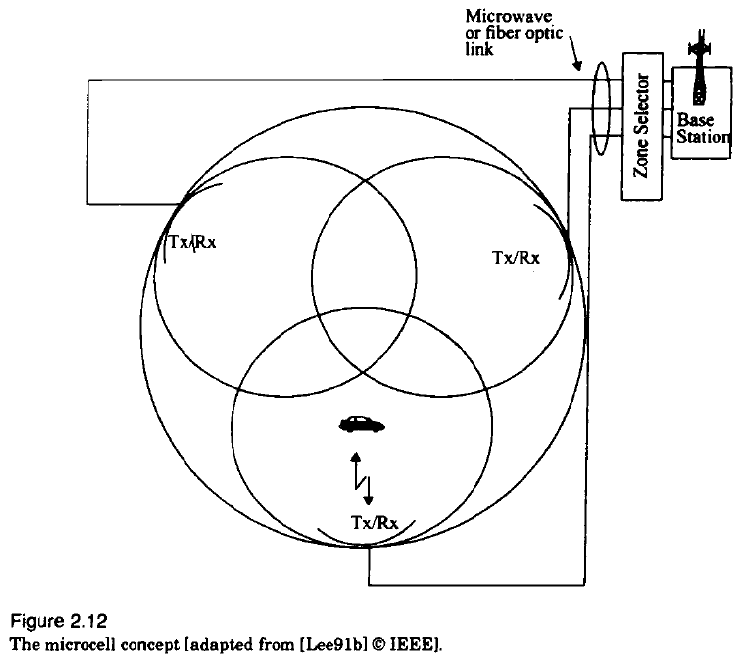 Microwave
or fiber optic
link
Zone Selector
Base
Station
Tx/Rx
Tx/Rx
Tx/Rx
Figure 2.12
The microcell concept [adapted from [Lee91b] © IEEE].